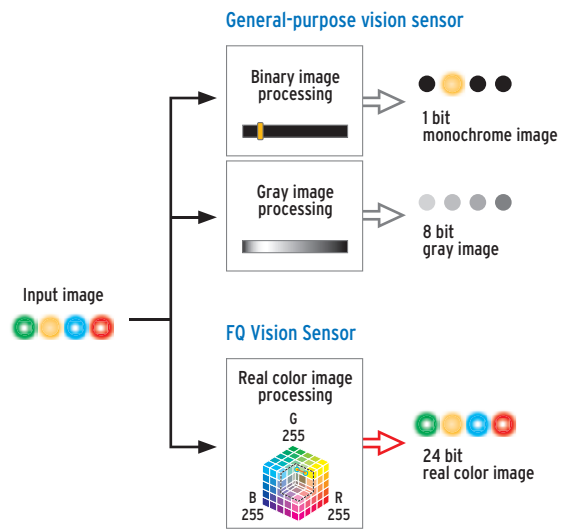 General-purpose vision sensor
Binary image
processing
1 bit
monochrome image
Gray image
processing
8 bit
gray image
Input image
FQ Vision Sensor
Real color image
processing
G
255
B
255
R
255
24 bit
real color image